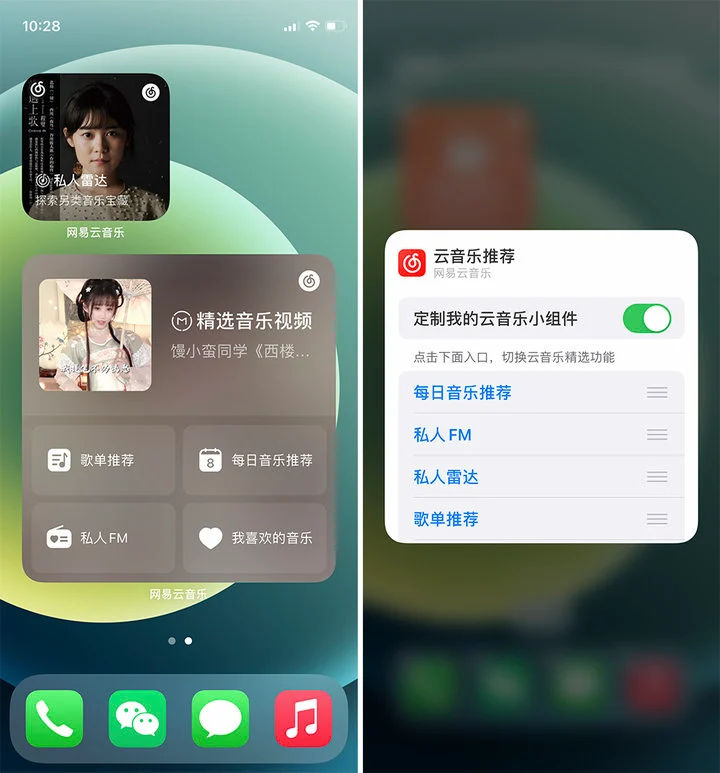 10:28
遇上歌
私人雷达
探索另类音乐宝藏
网易云音乐
精选音乐视频
馒小蛮同学《西楼...
歌单推荐
8
每日音乐推荐
私人FM
我喜欢的音乐
网易云音乐
云音乐推荐
网易云音乐
定制我的云音乐小组件
点击下面入口，切换云音乐精选功能
每日音乐推荐
私人FM
私人雷达
歌单推荐